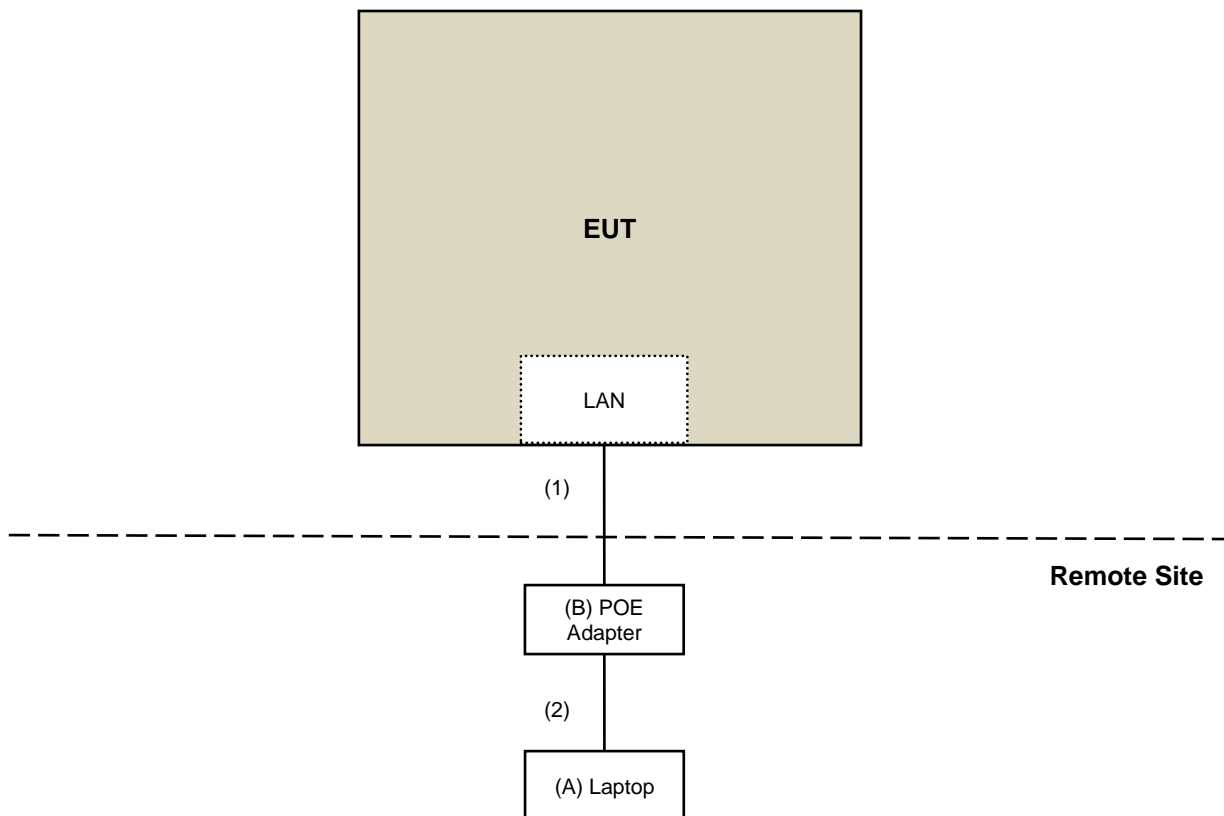 EUT
LAN
(1)
Remote Site
(B) POE
Adapter
(2)
(A) Laptop